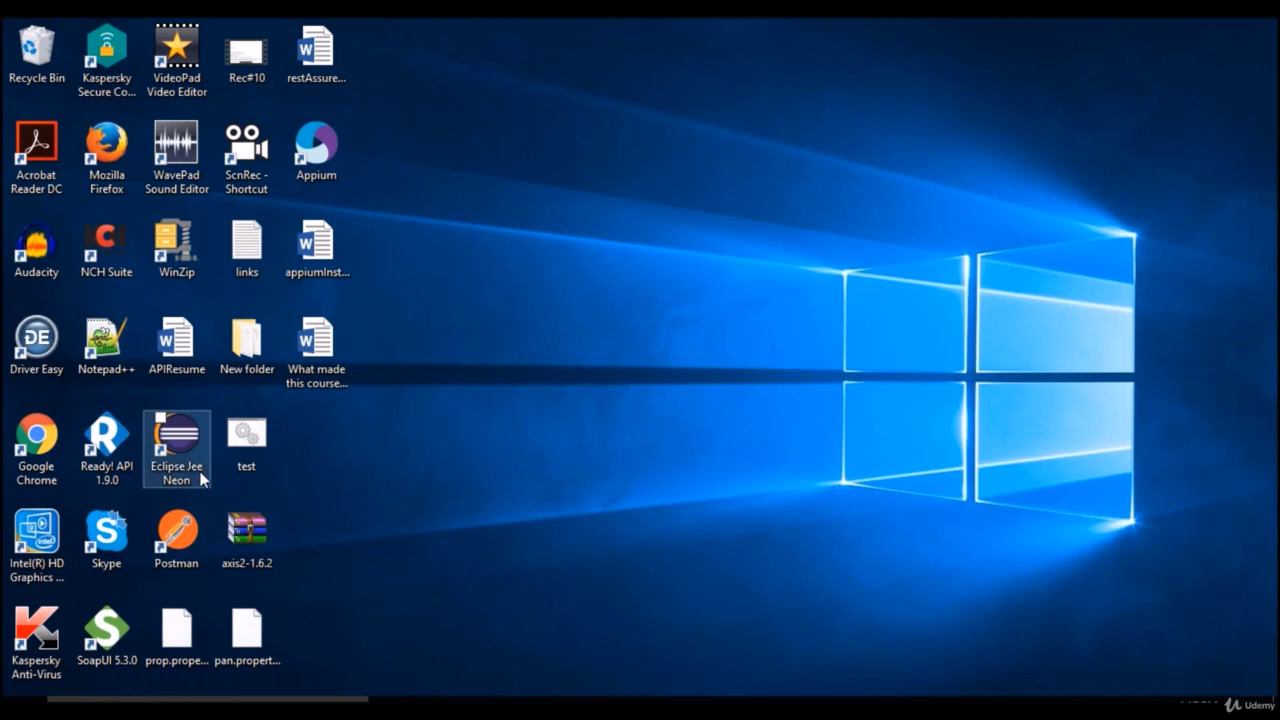 Recycle Bin
Kaspersky
Secure Co...
VideoPad
Video Editor
Rec#10
restAssure...
Acrobat
Reader DC
Mozilla
Firefox
WavePad
Sound Editor
ScnRec -
Shortcut
Appium
Audacity
NCH Suite
WinZip
links
appiumInst...
Driver Easy
Notepad++
APIResume
New folder
What made
this course...
Google
Chrome
Ready! API
1.9.0
Eclipse Jee
Neon
test
Intel(R) HD
Graphics ...
Skype
Postman
axis2-1.6.2
Kaspersky
Anti-Virus
SoapUI 5.3.0
prop.prope...
pan.propert...
Udemy